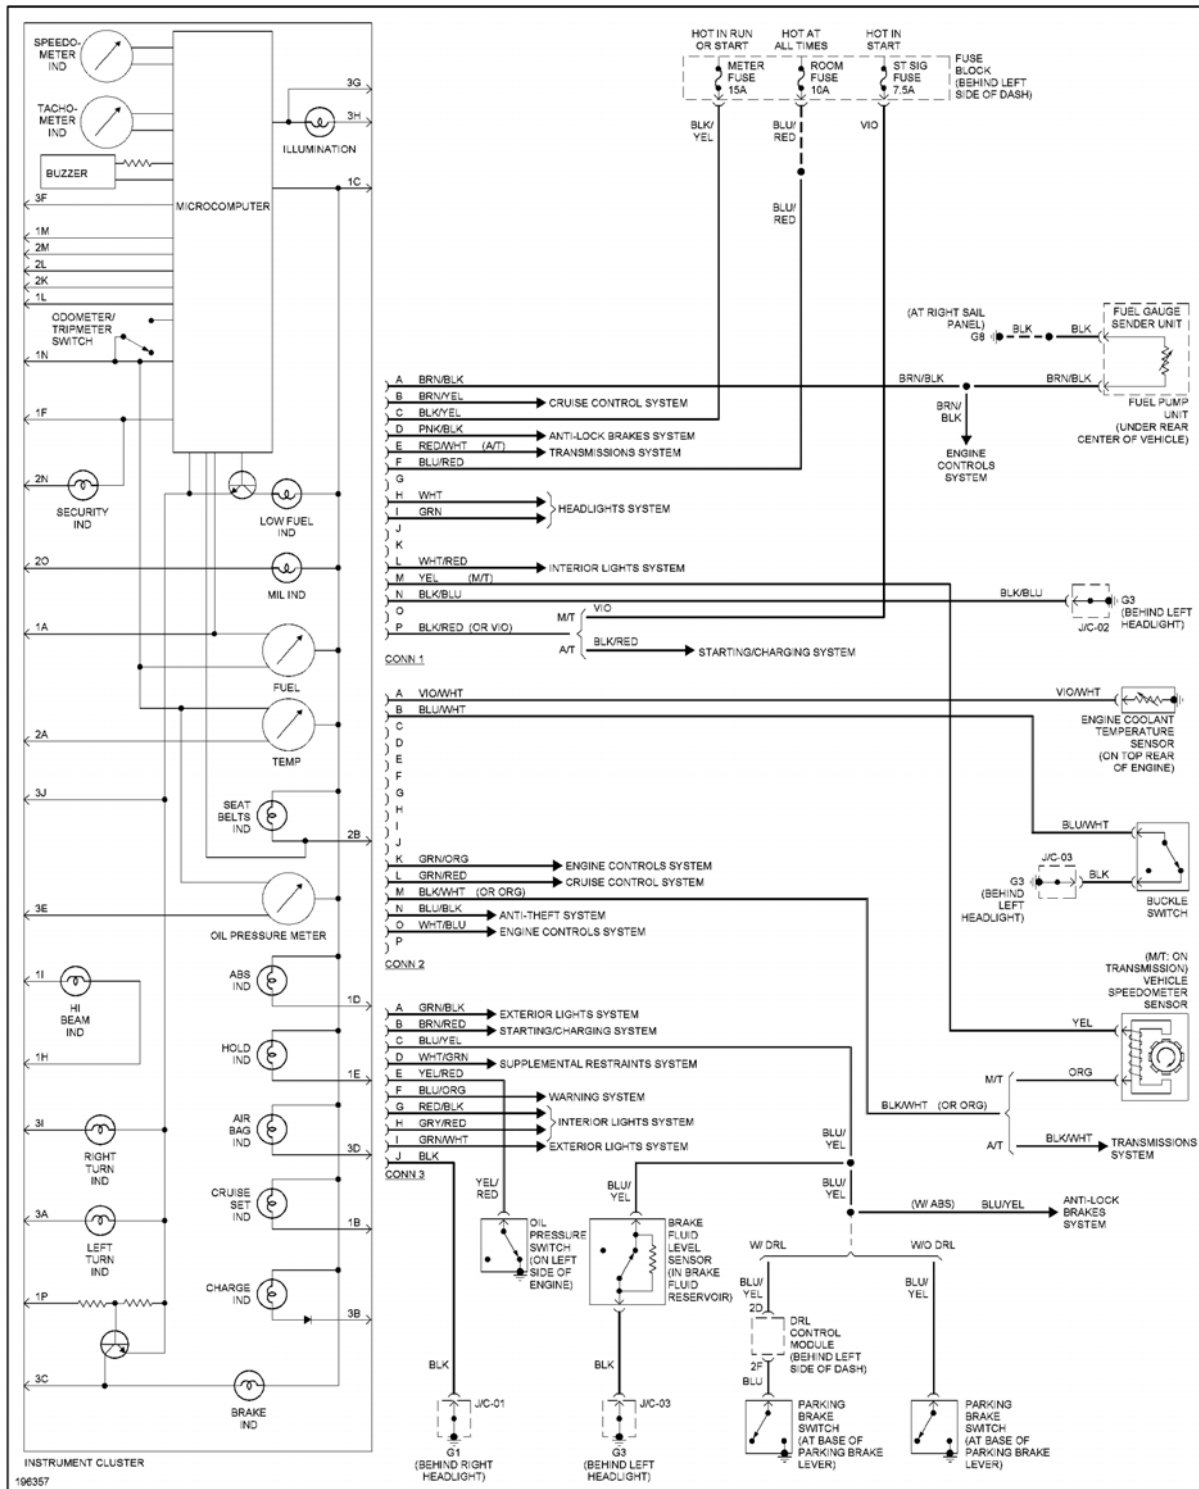 SPEEDO-
METER
IND
TACHO-
METER
IND
BUZZER
MICROCOMPUTER
3G
3H
ILLUMINATION
1C
3F
1M
2M
2L
2K
1L
ODOMETER/
TRIPMETER
SWITCH
1N
1F
2N
SECURITY
IND
LOW FUEL
IND
2O
MIL IND
1A
FUEL
2A
TEMP
3J
SEAT
BELTS
IND
2B
3E
OIL PRESSURE METER
ABS
IND
1D
1I
HI
BEAM
IND
1H
HOLD
IND
1E
3I
RIGHT
TURN
IND
AIR
BAG
IND
3D
3A
LEFT
TURN
IND
CRUISE
SET
IND
1B
1P
CHARGE
IND
3B
3C
BRAKE
IND
INSTRUMENT CLUSTER
196357
HOT IN RUN
OR START
HOT AT
ALL TIMES
HOT IN
START
METER
FUSE
15A
ROOM
FUSE
10A
ST SIG
FUSE
7.5A
FUSE
BLOCK
(BEHIND LEFT
SIDE OF DASH)
BLK/
YEL
BLU/
RED
VIO
BLU/
RED
(AT RIGHT SAIL
PANEL)
G8
BLK
BLK
FUEL GAUGE
SENDER UNIT
FUEL PUMP
UNIT
(UNDER REAR
CENTER OF VEHICLE)
A BRN/BLK
BRN/BLK
BRN/BLK
BRN/
BLK
ENGINE
CONTROLS
SYSTEM
B BRN/YEL CRUISE CONTROL SYSTEM
C BLK/YEL
D PNK/BLK ANTI-LOCK BRAKES SYSTEM
E RED/WHT (A/T) TRANSMISSIONS SYSTEM
F BLU/RED
G
H WHT
I GRN
HEADLIGHTS SYSTEM
J
K
L WHT/RED INTERIOR LIGHTS SYSTEM
M YEL (M/T)
N BLK/BLU
BLK/BLU
J/C-02
G3
(BEHIND LEFT
HEADLIGHT)
O
P BLK/RED (OR VIO)
M/T VIO
A/T BLK/RED STARTING/CHARGING SYSTEM
CONN 1
A VIO/WHT
VIO/WHT
ENGINE COOLANT
TEMPERATURE
SENSOR
(ON TOP REAR
OF ENGINE)
B BLU/WHT
C
D
E
F
G
H
I
J
BLU/WHT
J/C-03
G3
(BEHIND
LEFT
HEADLIGHT)
BLK
BUCKLE
SWITCH
K GRN/ORG ENGINE CONTROLS SYSTEM
L GRN/RED CRUISE CONTROL SYSTEM
M BLK/WHT (OR ORG)
N BLU/BLK ANTI-THEFT SYSTEM
O WHT/BLU ENGINE CONTROLS SYSTEM
P
CONN 2
(M/T: ON
TRANSMISSION)
VEHICLE
SPEEDOMETER
SENSOR
YEL
M/T ORG
BLK/WHT (OR ORG)
A/T BLK/WHT TRANSMISSIONS
SYSTEM
A GRN/BLK EXTERIOR LIGHTS SYSTEM
B BRN/RED STARTING/CHARGING SYSTEM
C BLU/YEL
D WHT/GRN SUPPLEMENTAL RESTRAINTS SYSTEM
E YEL/RED
F BLU/ORG WARNING SYSTEM
G RED/BLK
H GRY/RED
INTERIOR LIGHTS SYSTEM
I GRN/WHT EXTERIOR LIGHTS SYSTEM
J BLK
CONN 3
YEL/
RED
BLU/
YEL
BLU/
YEL
BLU/
YEL
(W/ ABS) BLU/YEL ANTI-LOCK
BRAKES
SYSTEM
OIL
PRESSURE
SWITCH
(ON LEFT
SIDE OF
ENGINE)
BRAKE
FLUID
LEVEL
SENSOR
(IN BRAKE
FLUID
RESERVOIR)
W/ DRL
W/O DRL
BLU/
YEL
2D
DRL
CONTROL
MODULE
(BEHIND LEFT
SIDE OF DASH)
2F
BLU
BLU/
YEL
BLK
J/C-01
G1
(BEHIND RIGHT
HEADLIGHT)
BLK
J/C-03
G3
(BEHIND LEFT
HEADLIGHT)
PARKING
BRAKE
SWITCH
(AT BASE OF
PARKING BRAKE
LEVER)
PARKING
BRAKE
SWITCH
(AT BASE OF
PARKING BRAKE
LEVER)